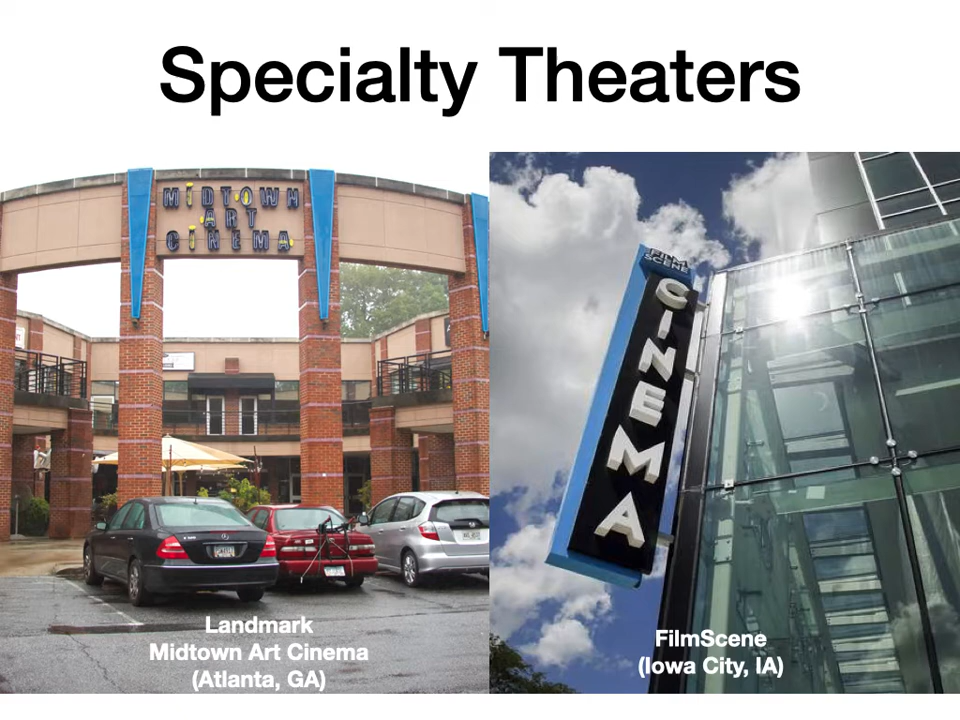 Specialty Theaters
MiDTOWN
ART
CiNEMA
FILM
SCENE
CINEMA
Landmark
Midtown Art Cinema
(Atlanta, GA)
FilmScene
(Iowa City, IA)